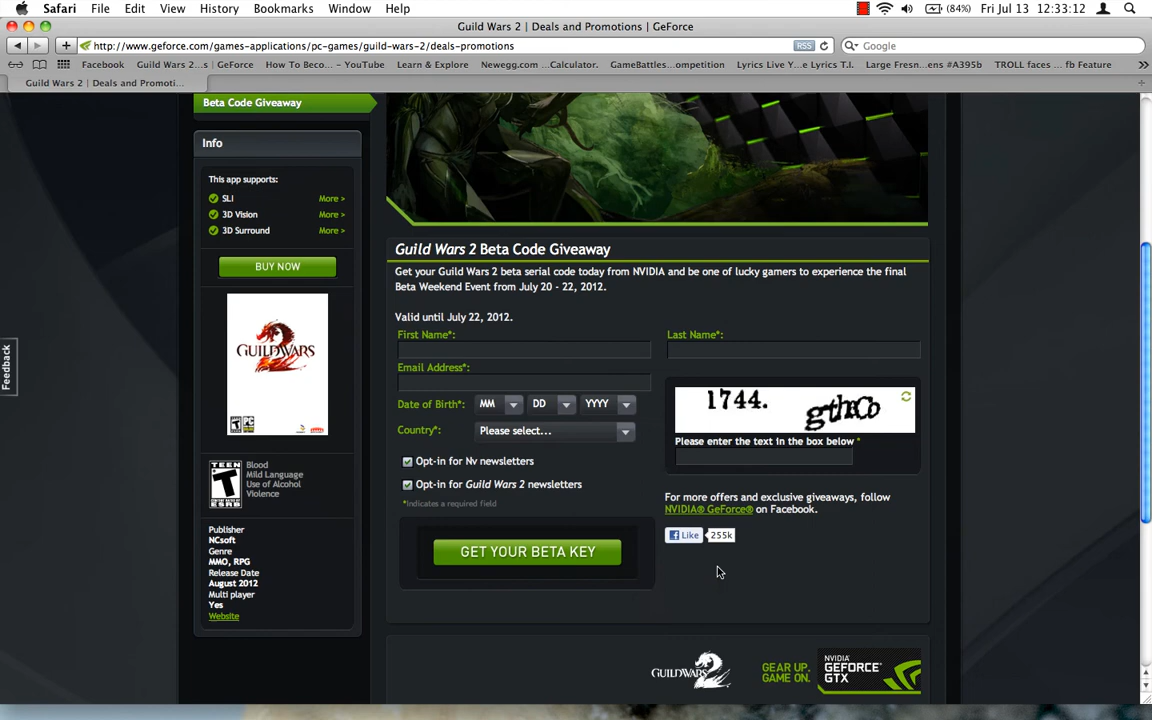 Safari File Edit View History Bookmarks Window Help (84%) Fri Jul 13 12:33:12
Guild Wars 2 | Deals and Promotions | GeForce
http://www.geforce.com/games-applications/pc-games/guild-wars-2/deals-promotions RSS Google
Facebook Guild Wars 2...s | GeForce How To Beco... – YouTube Learn & Explore Newegg.com ...Calculator. GameBattles...ompetition Lyrics Live Y...e Lyrics T.I. Large Fresn...ens #A395b TROLL faces ... fb Feature
Guild Wars 2 | Deals and Promoti...
Beta Code Giveaway
Info
This app supports:
SLI More >
3D Vision More >
3D Surround More >
BUY NOW
GUILD WARS
2
TEEN
T
ESRB
Blood
Mild Language
Use of Alcohol
Violence
Publisher
NCsoft
Genre
MMO, RPG
Release Date
August 2012
Multi player
Yes
Website
Feedback
Guild Wars 2 Beta Code Giveaway
Get your Guild Wars 2 beta serial code today from NVIDIA and be one of lucky gamers to experience the final
Beta Weekend Event from July 20 - 22, 2012.
Valid until July 22, 2012.
First Name*: Last Name*:
Email Address*:
Date of Birth*: MM DD YYYY
Country*: Please select...
1744.
Please enter the text in the box below *
Opt-in for Nv newsletters
Opt-in for Guild Wars 2 newsletters
*Indicates a required field
GET YOUR BETA KEY
For more offers and exclusive giveaways, follow
NVIDIA® GeForce® on Facebook.
Like 255k
GUILD WARS 2
GEAR UP.
GAME ON.
NVIDIA
GEFORCE
GTX